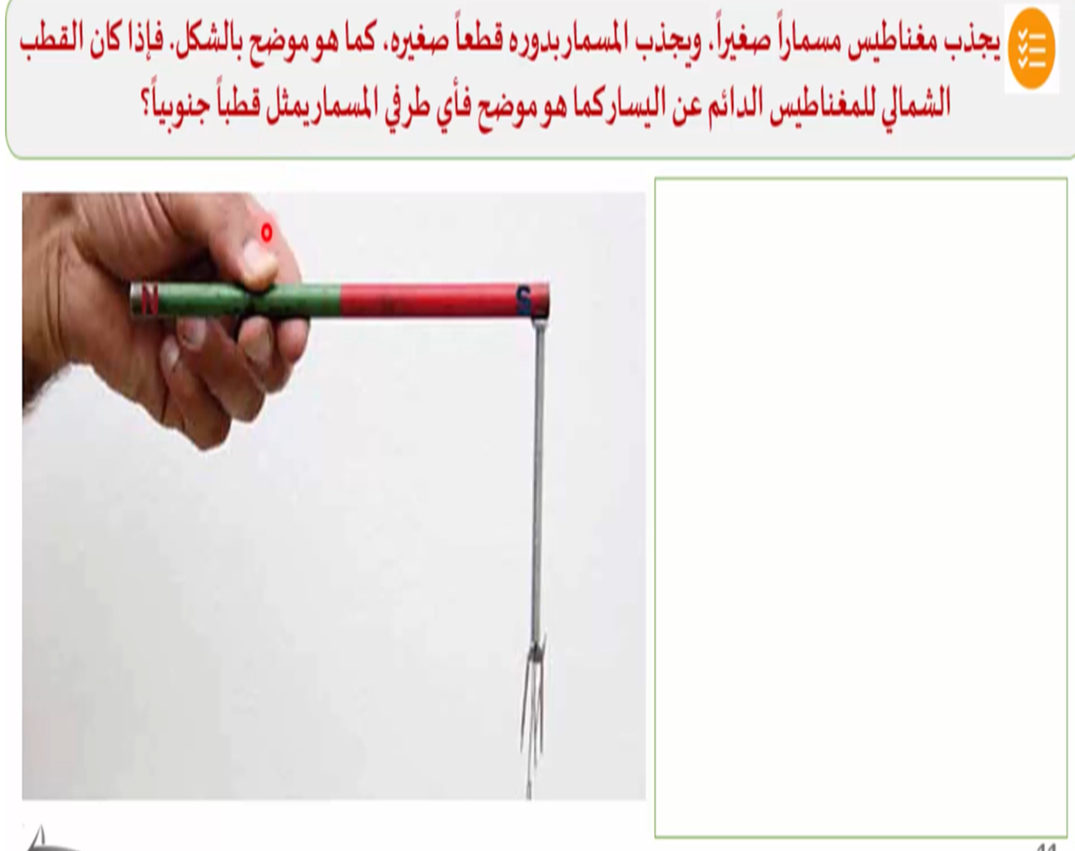 يجذب مغناطيس مسماراً صغيراً، ويجذب المسمار بدوره قطعاً صغيره، كما هو موضح بالشكل. فإذا كان القطب
الشمالي للمغناطيس الدائم عن اليسار كما هو موضح فأي طرفي المسمار يمثل قطباً جنوبياً؟
N S